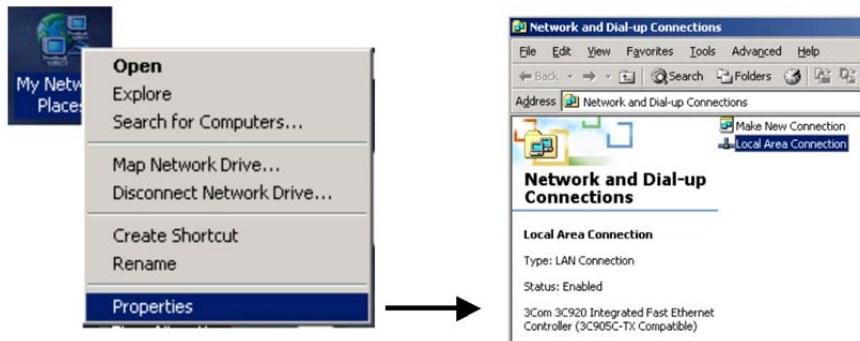 My Netw
Places
Open
Explore
Search for Computers...
Map Network Drive...
Disconnect Network Drive...
Create Shortcut
Rename
Properties
Network and Dial-up Connections
File Edit View Favorites Tools Advanced Help
Back Search Folders
Address Network and Dial-up Connections
Network and Dial-up
Connections
Local Area Connection
Type: LAN Connection
Status: Enabled
3Com 3C920 Integrated Fast Ethernet
Controller (3C905C-TX Compatible)
Make New Connection
Local Area Connection